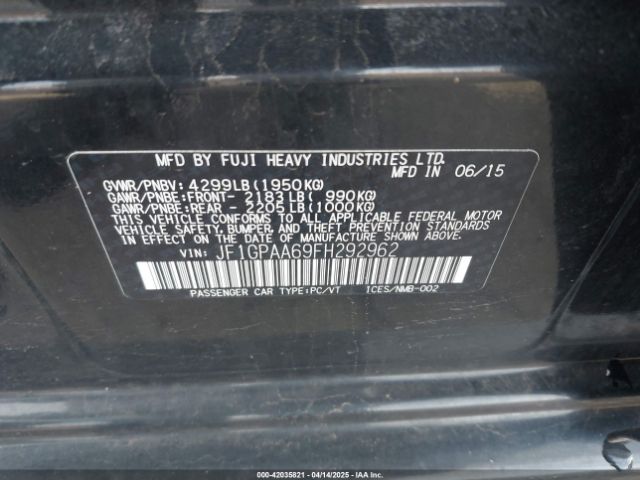 MFD BY FUJI HEAVY INDUSTRIES LTD.
MFD IN 06/15
GVWR/PNBV: 4299LB(1950KG)
GAWR/PNBE:FRONT- 2183LB( 990KG)
GAWR/PNBE:REAR - 2205LB(1000KG)
THIS VEHICLE CONFORMS TO ALL APPLICABLE FEDERAL MOTOR
VEHICLE SAFETY, BUMPER, AND THEFT PREVENTION STANDARDS
IN EFFECT ON THE DATE OF MANUFACTURE SHOWN ABOVE.
VIN: JF1GPAA69FH292962
PASSENGER CAR TYPE:PC/VT ICES/NMB-002
000-42035821 - 04/14/2025 - IAAI.COM